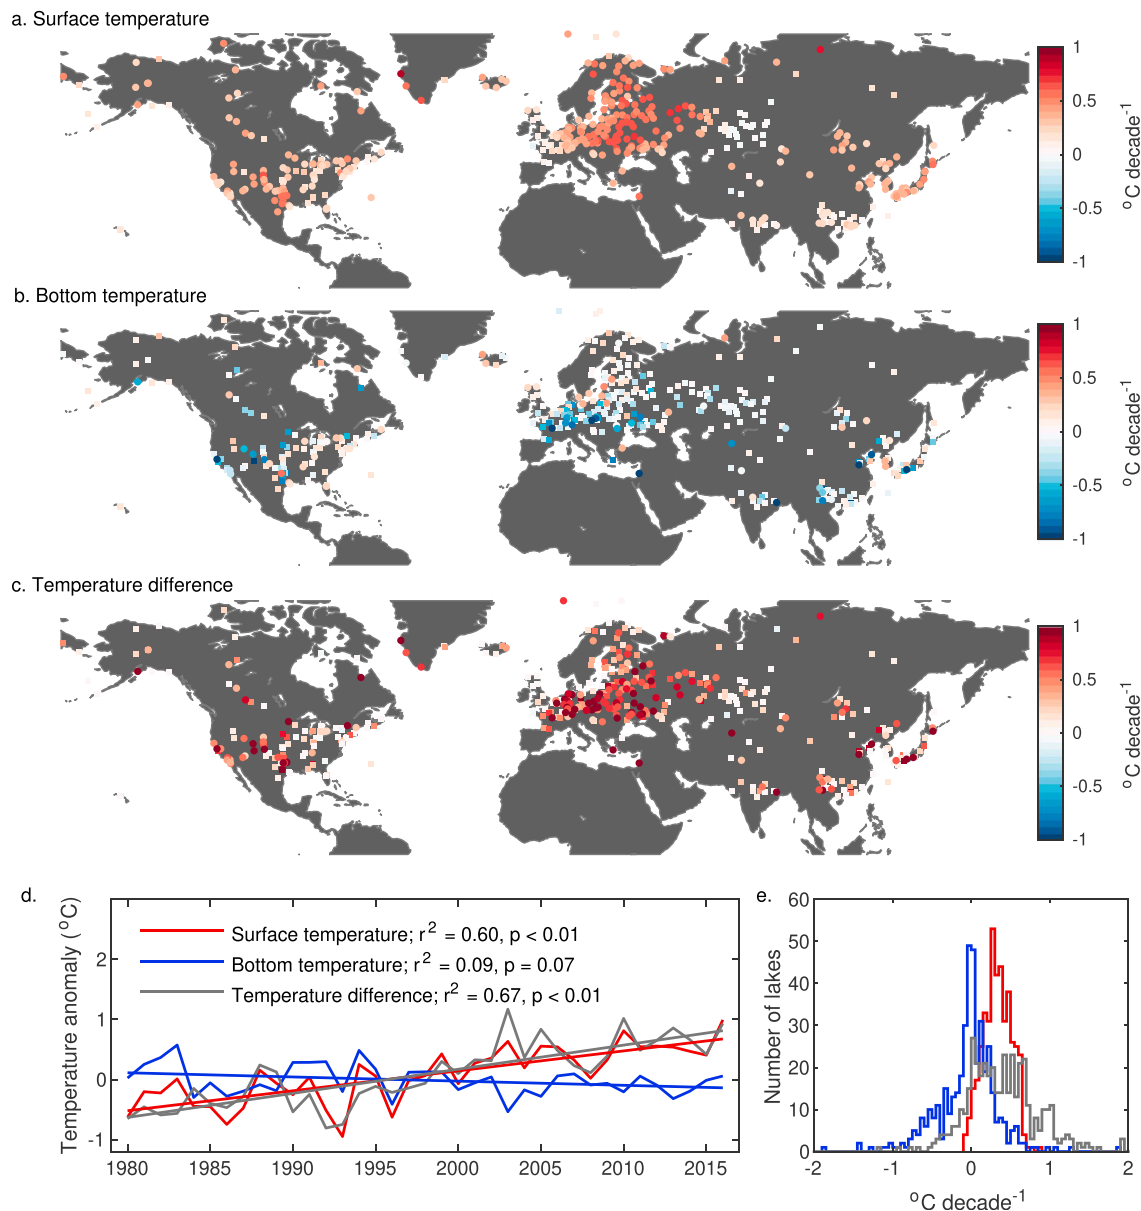 a. Surface temperature
1
0.5
0
-0.5
-1
°C decade⁻¹
b. Bottom temperature
1
0.5
0
-0.5
-1
°C decade⁻¹
c. Temperature difference
1
0.5
0
-0.5
-1
°C decade⁻¹
d.
Temperature anomaly (°C)
2
1
0
-1
Surface temperature; r² = 0.60, p < 0.01
Bottom temperature; r² = 0.09, p = 0.07
Temperature difference; r² = 0.67, p < 0.01
1980 1985 1990 1995 2000 2005 2010 2015
e.
Number of lakes
60
50
40
30
20
10
0
-2 -1 0 1 2
°C decade⁻¹